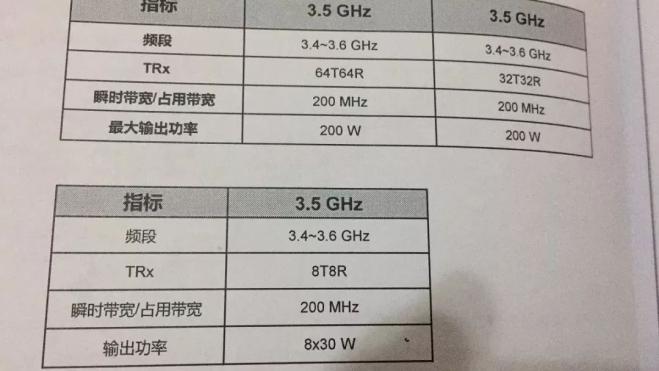 指标 3.5 GHz 3.5 GHz
频段 3.4~3.6 GHz 3.4~3.6 GHz
TRx 64T64R 32T32R
瞬时带宽/占用带宽 200 MHz 200 MHz
最大输出功率 200 W 200 W
指标 3.5 GHz
频段 3.4~3.6 GHz
TRx 8T8R
瞬时带宽/占用带宽 200 MHz
输出功率 8x30 W